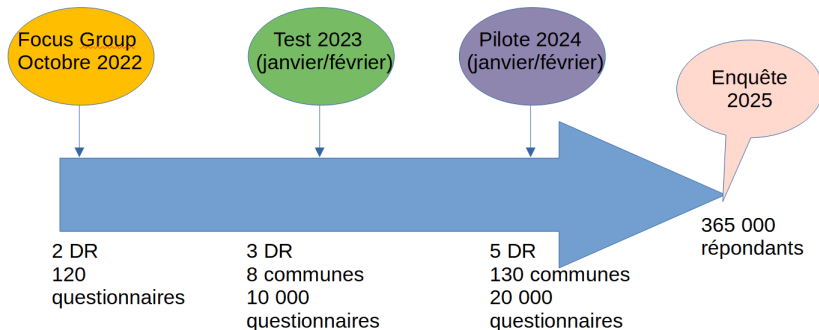 Focus Group
Octobre 2022
Test 2023
(janvier/février)
Pilote 2024
(janvier/février)
Enquête
2025
2 DR
120
questionnaires
3 DR
8 communes
10 000
questionnaires
5 DR
130 communes
20 000
questionnaires
365 000
répondants